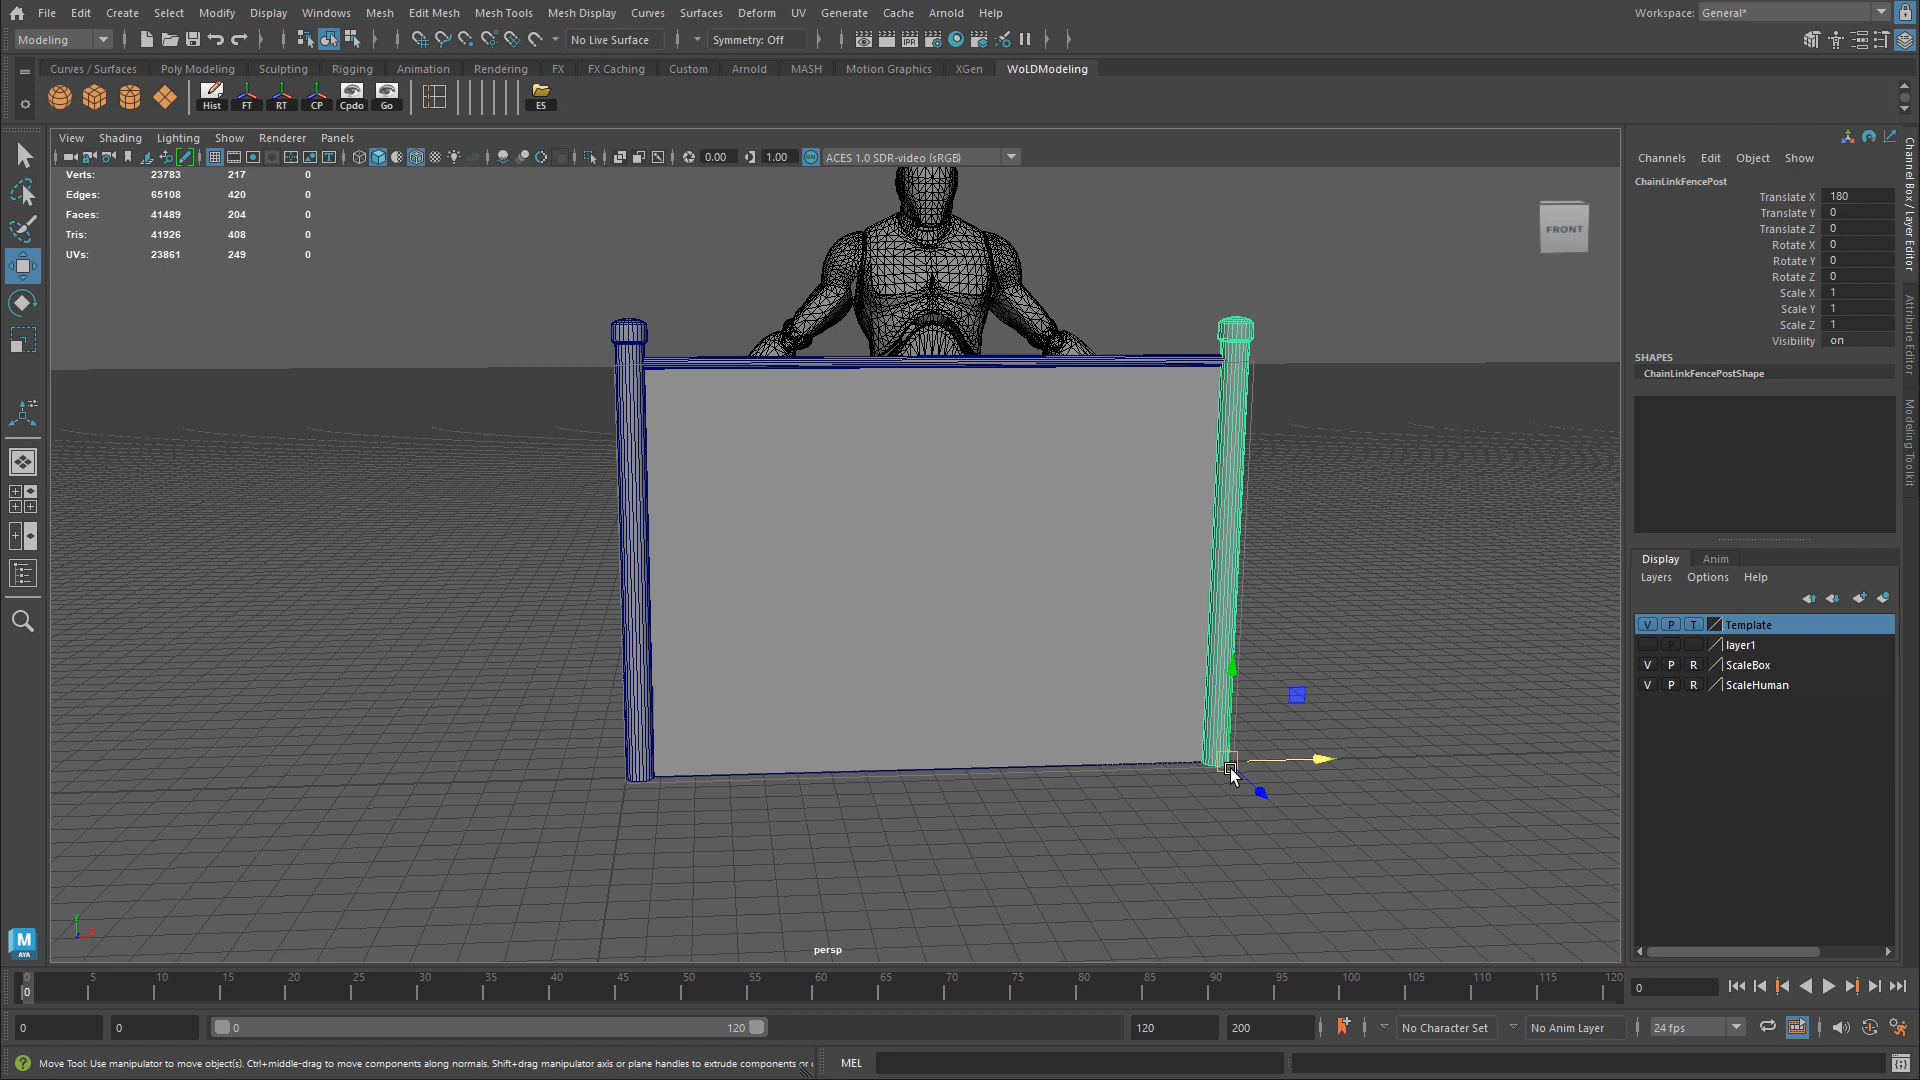 File Edit Create Select Modify Display Windows Mesh Edit Mesh Mesh Tools Mesh Display Curves Surfaces Deform UV Generate Cache Arnold Help Workspace: General*
Modeling No Live Surface Symmetry: Off IPR
Curves / Surfaces Poly Modeling Sculpting Rigging Animation Rendering FX FX Caching Custom Arnold MASH Motion Graphics XGen WoLDModeling
Hist FT RT CP Cpdo Go ES
View Shading Lighting Show Renderer Panels
0.00 1.00 ON ACES 1.0 SDR-video (sRGB)
Verts: 23783 217 0
Edges: 65108 420 0
Faces: 41489 204 0
Tris: 41926 408 0
UVs: 23861 249 0
FRONT
persp
y
Channels Edit Object Show
ChainLinkFencePost
Translate X 180
Translate Y 0
Translate Z 0
Rotate X 0
Rotate Y 0
Rotate Z 0
Scale X 1
Scale Y 1
Scale Z 1
Visibility on
SHAPES
ChainLinkFencePostShape
Display Anim
Layers Options Help
V P T Template
P layer1
V P R ScaleBox
V P R ScaleHuman
Channel Box / Layer Editor
Attribute Editor
Modeling Toolkit
M
AYA
0 5 10 15 20 25 30 35 40 45 50 55 60 65 70 75 80 85 90 95 100 105 110 115 120
0 0
0 0 0 120 120 200 No Character Set No Anim Layer 24 fps
Move Tool: Use manipulator to move object(s). Ctrl+middle-drag to move components along normals. Shift+drag manipulator axis or plane handles to extrude components or MEL